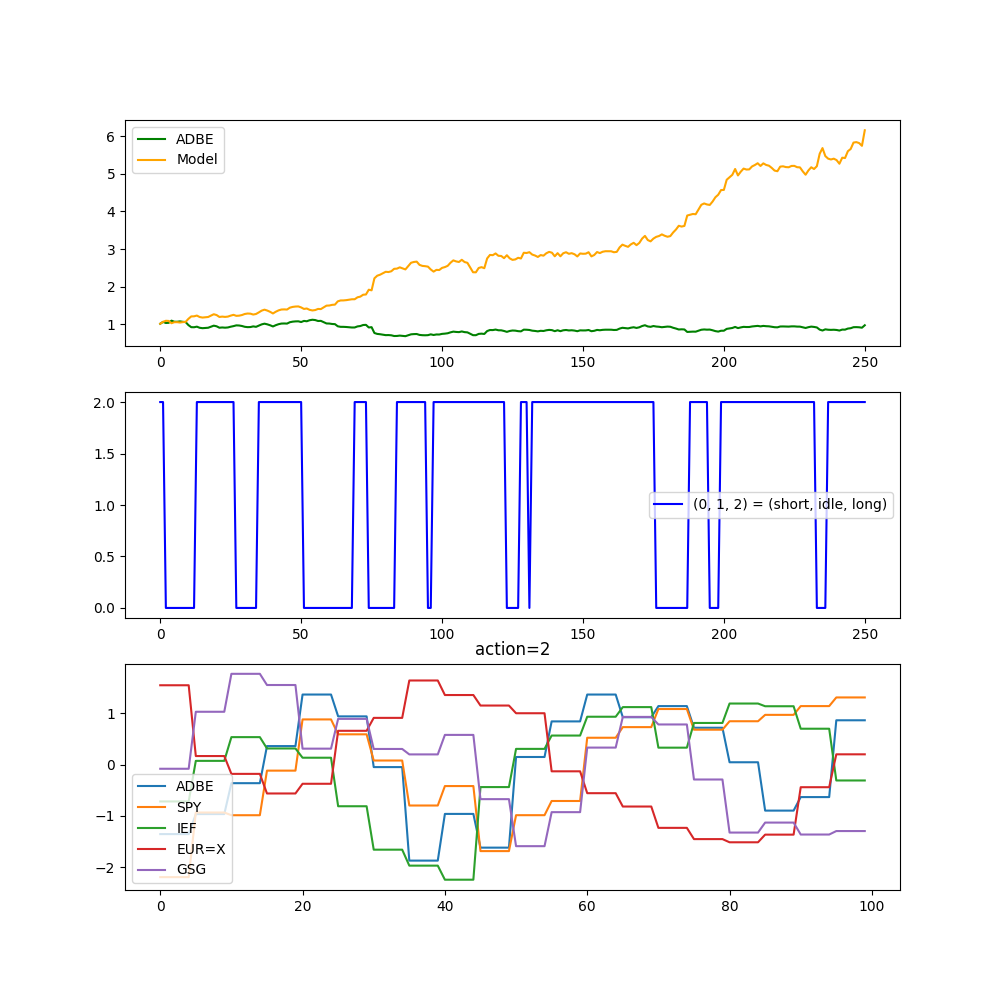 ADBE
Model
6
5
4
3
2
1
0 50 100 150 200 250
2.0
1.5
1.0
0.5
0.0
(0, 1, 2) = (short, idle, long)
0 50 100 150 200 250
action=2
1
0
−1
−2
ADBE
SPY
IEF
EUR=X
GSG
0 20 40 60 80 100